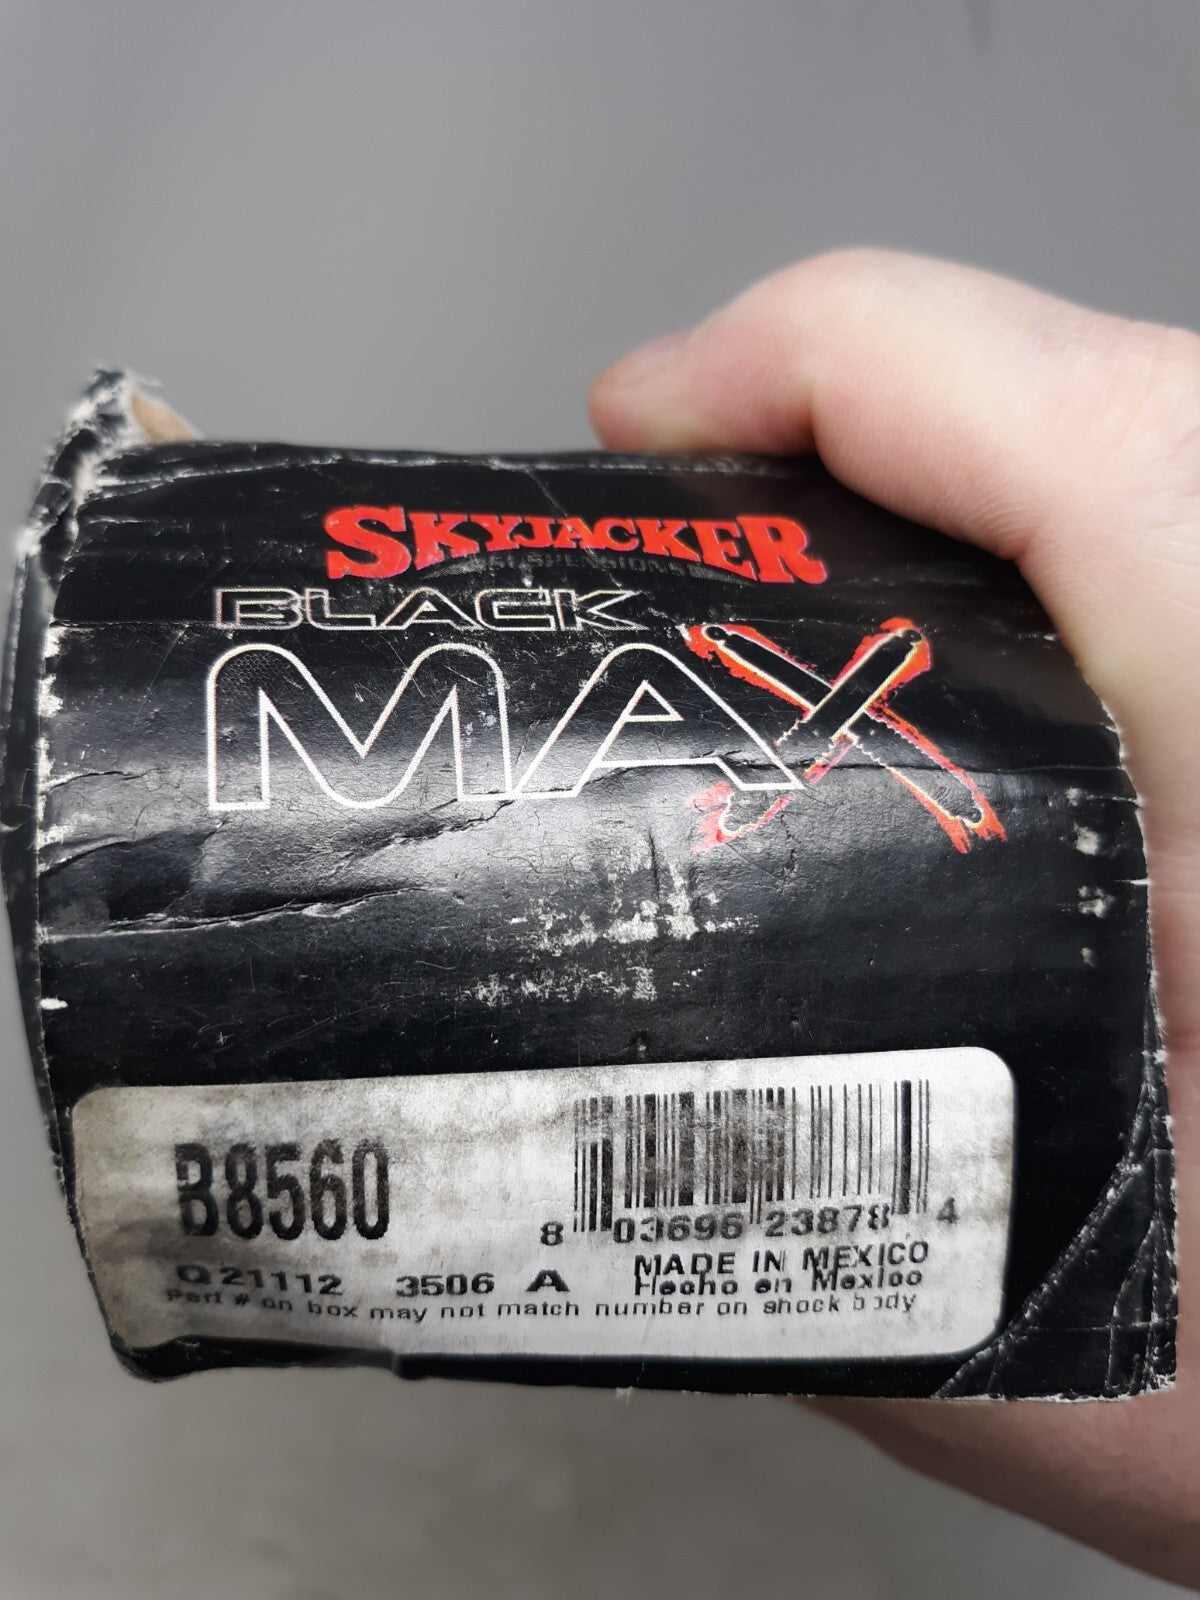 SKYJACKER
SUSPENSIONS
BLACK
MAX
B8560
8 03696 23878 4
MADE IN MEXICO
Hecho en Mexico
Q21112 3506 A
Part # on box may not match number on shock body